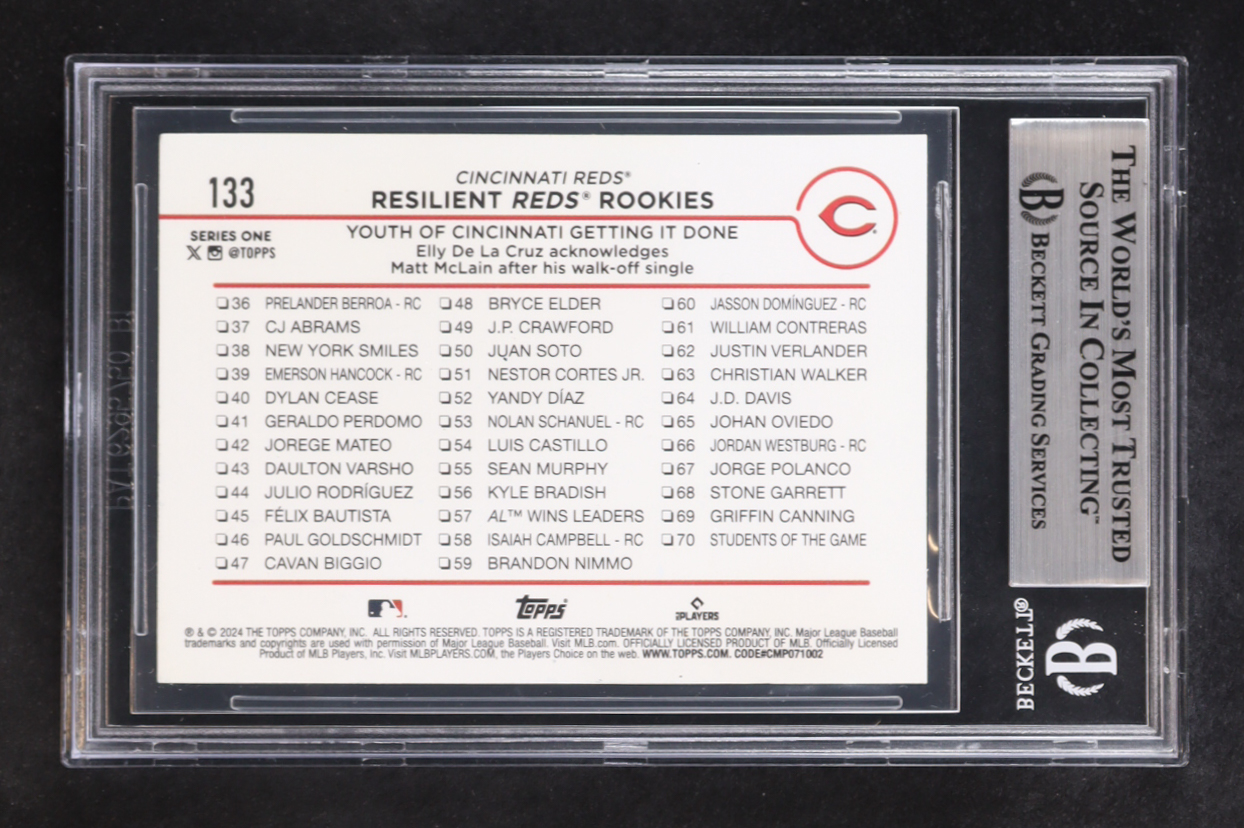 133
CINCINNATI REDS®
RESILIENT REDS® ROOKIES
SERIES ONE
@TOPPS
YOUTH OF CINCINNATI GETTING IT DONE
Elly De La Cruz acknowledges
Matt McLain after his walk-off single
36 PRELANDER BERROA - RC
37 CJ ABRAMS
38 NEW YORK SMILES
39 EMERSON HANCOCK - RC
40 DYLAN CEASE
41 GERALDO PERDOMO
42 JOREGE MATEO
43 DAULTON VARSHO
44 JULIO RODRÍGUEZ
45 FÉLIX BAUTISTA
46 PAUL GOLDSCHMIDT
47 CAVAN BIGGIO
48 BRYCE ELDER
49 J.P. CRAWFORD
50 JUAN SOTO
51 NESTOR CORTES JR.
52 YANDY DÍAZ
53 NOLAN SCHANUEL - RC
54 LUIS CASTILLO
55 SEAN MURPHY
56 KYLE BRADISH
57 AL™ WINS LEADERS
58 ISAIAH CAMPBELL - RC
59 BRANDON NIMMO
60 JASSON DOMÍNGUEZ - RC
61 WILLIAM CONTRERAS
62 JUSTIN VERLANDER
63 CHRISTIAN WALKER
64 J.D. DAVIS
65 JOHAN OVIEDO
66 JORDAN WESTBURG - RC
67 JORGE POLANCO
68 STONE GARRETT
69 GRIFFIN CANNING
70 STUDENTS OF THE GAME
topps
PLAYERS
® & © 2024 THE TOPPS COMPANY, INC. ALL RIGHTS RESERVED. TOPPS IS A REGISTERED TRADEMARK OF THE TOPPS COMPANY, INC. Major League Baseball
trademarks and copyrights are used with permission of Major League Baseball. Visit MLB.com. OFFICIALLY LICENSED PRODUCT OF MLB. Officially Licensed
Product of MLB Players, Inc. Visit MLBPLAYERS.COM, the Players Choice on the web. WWW.TOPPS.COM. CODE#CMP071002
THE WORLD'S MOST TRUSTED
SOURCE IN COLLECTING™
B BECKETT GRADING SERVICES
B
BECKETT®